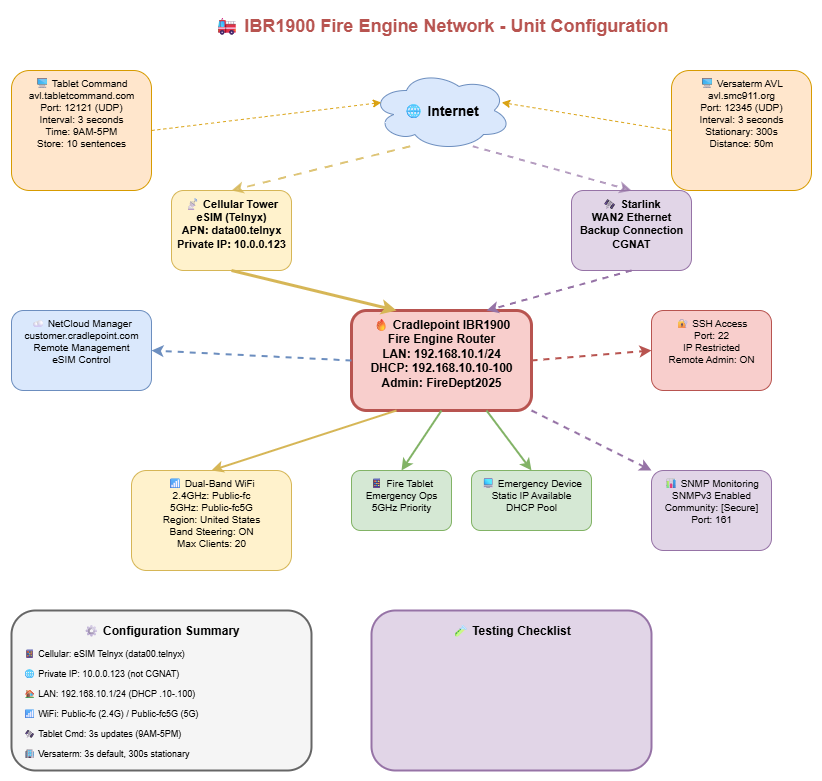 IBR1900 Fire Engine Network - Unit Configuration
Tablet Command
avl.tabletcommand.com
Port: 12121 (UDP)
Interval: 3 seconds
Time: 9AM-5PM
Store: 10 sentences
Internet
Versaterm AVL
avl.smc911.org
Port: 12345 (UDP)
Interval: 3 seconds
Stationary: 300s
Distance: 50m
Cellular Tower
eSIM (Telnyx)
APN: data00.telnyx
Private IP: 10.0.0.123
Starlink
WAN2 Ethernet
Backup Connection
CGNAT
NetCloud Manager
customer.cradlepoint.com
Remote Management
eSIM Control
Cradlepoint IBR1900
Fire Engine Router
LAN: 192.168.10.1/24
DHCP: 192.168.10.10-100
Admin: FireDept2025
SSH Access
Port: 22
IP Restricted
Remote Admin: ON
Dual-Band WiFi
2.4GHz: Public-fc
5GHz: Public-fc5G
Region: United States
Band Steering: ON
Max Clients: 20
Fire Tablet
Emergency Ops
5GHz Priority
Emergency Device
Static IP Available
DHCP Pool
SNMP Monitoring
SNMPv3 Enabled
Community: [Secure]
Port: 161
Configuration Summary
Cellular: eSIM Telnyx (data00.telnyx)
Private IP: 10.0.0.123 (not CGNAT)
LAN: 192.168.10.1/24 (DHCP .10-.100)
WiFi: Public-fc (2.4G) / Public-fc5G (5G)
Tablet Cmd: 3s updates (9AM-5PM)
Versaterm: 3s default, 300s stationary
Testing Checklist